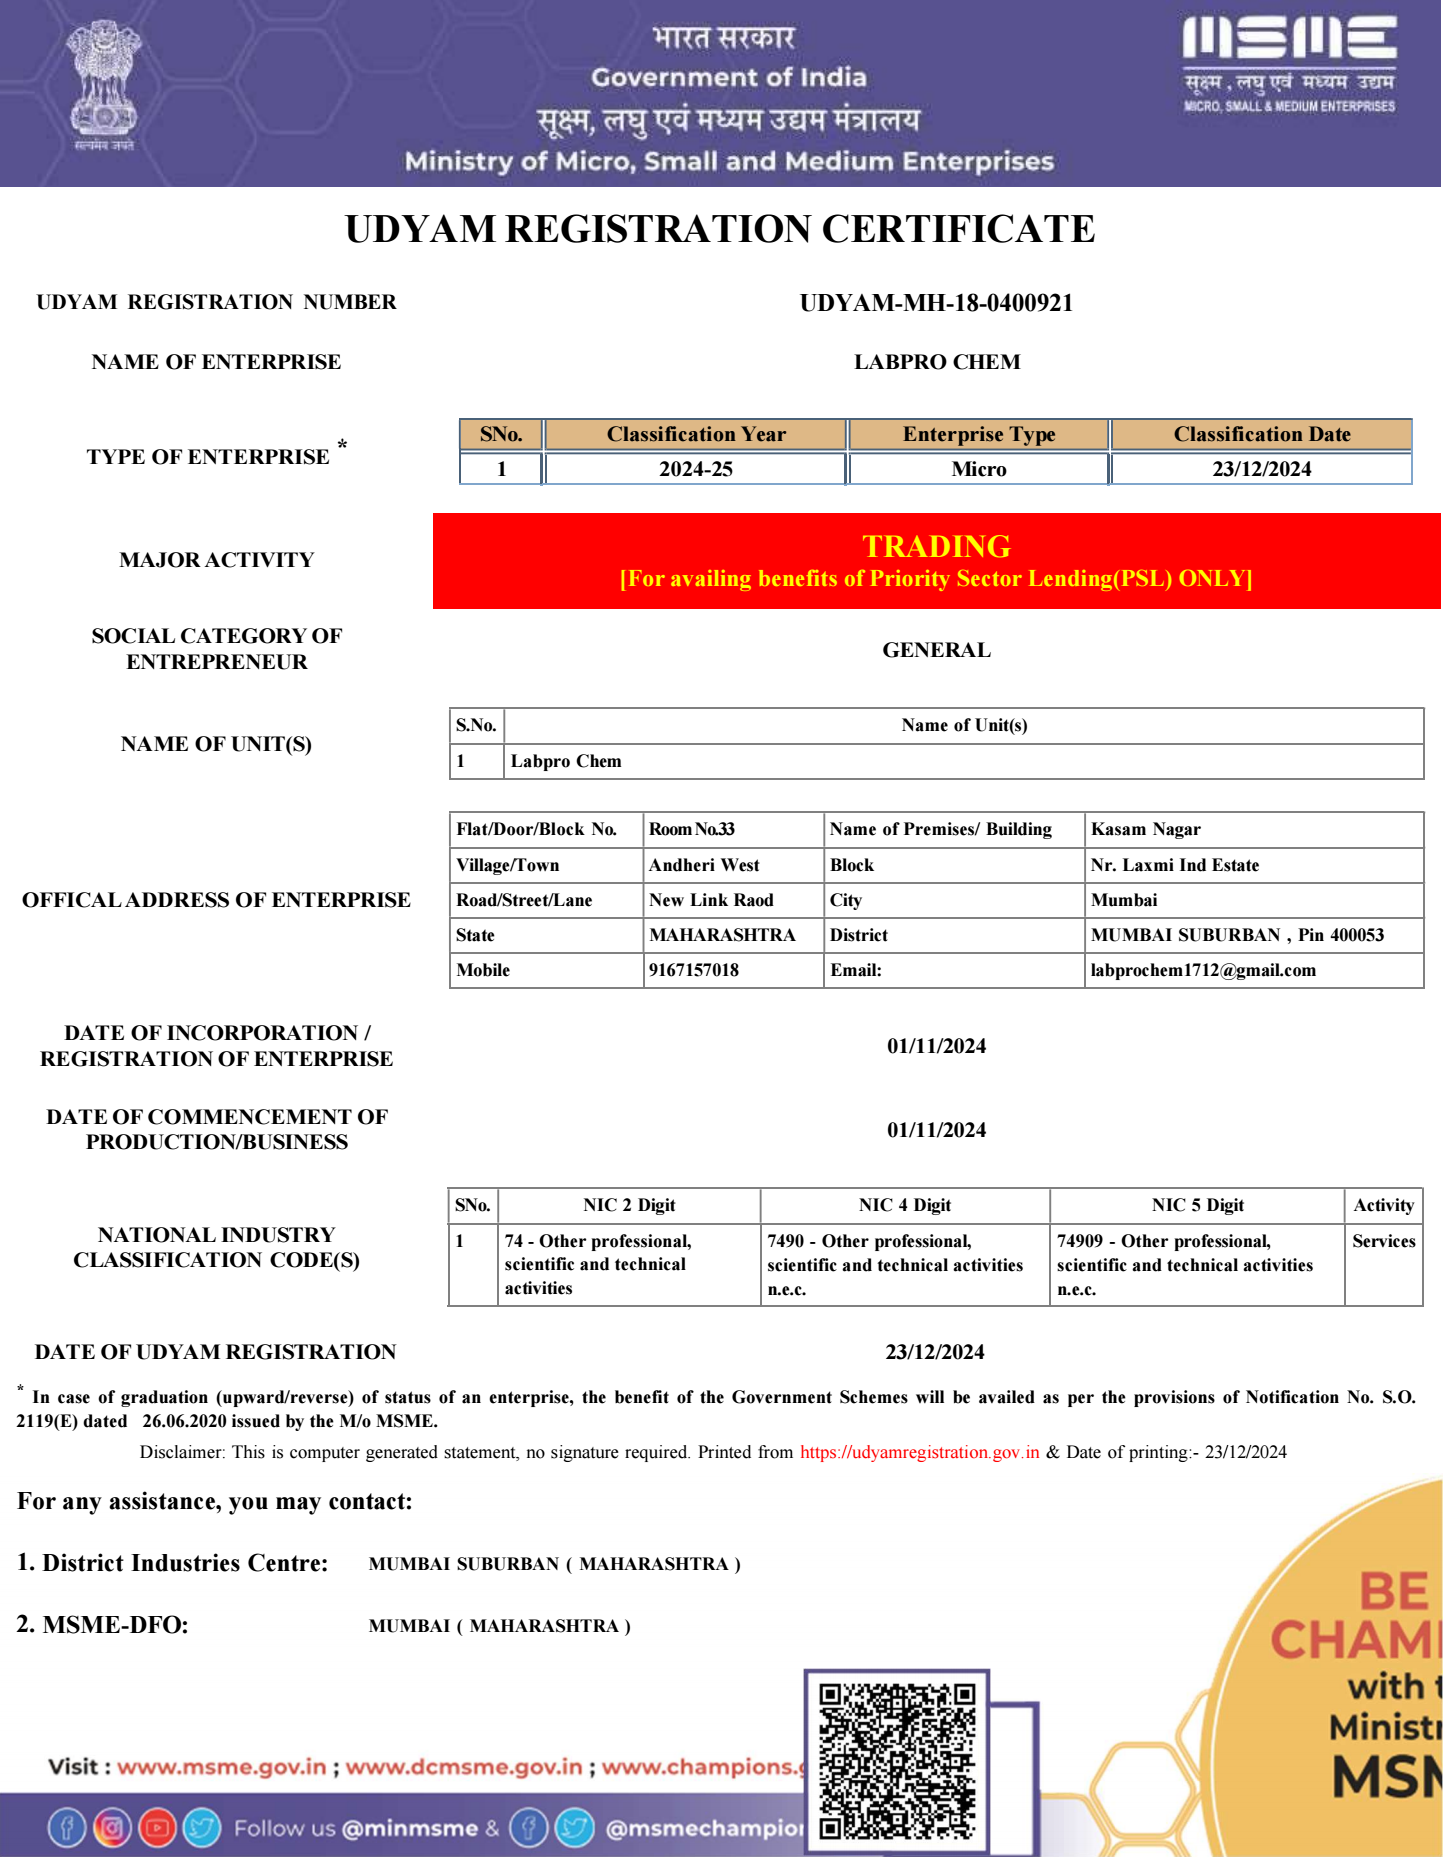 भारत सरकार
Government of India
सूक्ष्म, लघु एवं मध्यम उद्यम मंत्रालय
Ministry of Micro, Small and Medium Enterprises
सत्यमेव जयते
MSME
सूक्ष्म , लघु एवं मध्यम उद्यम
MICRO, SMALL & MEDIUM ENTERPRISES
UDYAM REGISTRATION CERTIFICATE
UDYAM REGISTRATION NUMBER UDYAM-MH-18-0400921
NAME OF ENTERPRISE LABPRO CHEM
TYPE OF ENTERPRISE *
SNo. Classification Year Enterprise Type Classification Date
1 2024-25 Micro 23/12/2024
MAJOR ACTIVITY
TRADING
[For availing benefits of Priority Sector Lending(PSL) ONLY]
SOCIAL CATEGORY OF
ENTREPRENEUR
GENERAL
NAME OF UNIT(S)
S.No. Name of Unit(s)
1 Labpro Chem
OFFICAL ADDRESS OF ENTERPRISE
Flat/Door/Block No. Room No.33 Name of Premises/ Building Kasam Nagar
Village/Town Andheri West Block Nr. Laxmi Ind Estate
Road/Street/Lane New Link Raod City Mumbai
State MAHARASHTRA District MUMBAI SUBURBAN , Pin 400053
Mobile 9167157018 Email: labprochem1712@gmail.com
DATE OF INCORPORATION /
REGISTRATION OF ENTERPRISE
01/11/2024
DATE OF COMMENCEMENT OF
PRODUCTION/BUSINESS
01/11/2024
NATIONAL INDUSTRY
CLASSIFICATION CODE(S)
SNo. NIC 2 Digit NIC 4 Digit NIC 5 Digit Activity
1 74 - Other professional, 7490 - Other professional, 74909 - Other professional, Services
scientific and technical scientific and technical activities scientific and technical activities
activities n.e.c. n.e.c.
DATE OF UDYAM REGISTRATION 23/12/2024
* In case of graduation (upward/reverse) of status of an enterprise, the benefit of the Government Schemes will be availed as per the provisions of Notification No. S.O.
2119(E) dated 26.06.2020 issued by the M/o MSME.
Disclaimer: This is computer generated statement, no signature required. Printed from https://udyamregistration.gov.in & Date of printing:- 23/12/2024
For any assistance, you may contact:
1. District Industries Centre: MUMBAI SUBURBAN ( MAHARASHTRA )
2. MSME-DFO: MUMBAI ( MAHARASHTRA )
BE
CHAM
with
Minist
MSM
Visit : www.msme.gov.in ; www.dcmsme.gov.in ; www.champions.g
Follow us @minmsme & @msmechampio